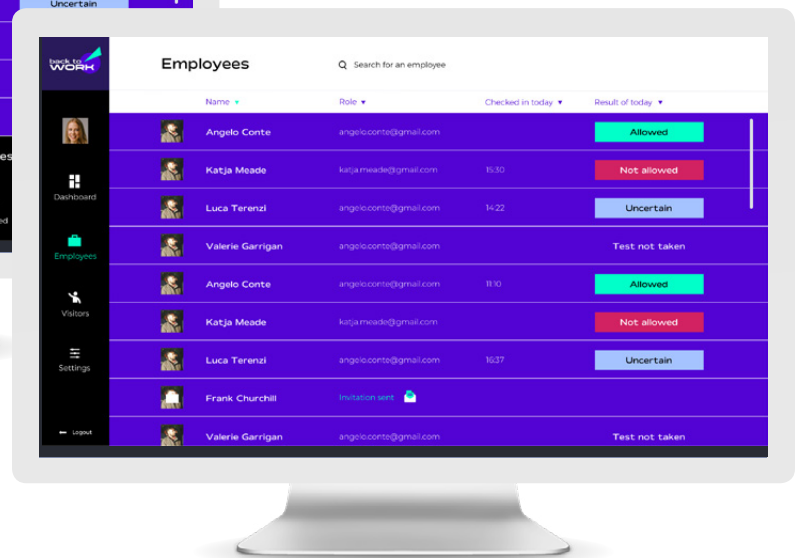 Uncertain
es
ed
back to
WORK
Employees
Search for an employee
Name ▼ Role ▼ Checked in today ▼ Result of today ▼
Angelo Conte angelo.conte@gmail.com Allowed
Katja Meade katja.meade@gmail.com 15:30 Not allowed
Dashboard
Luca Terenzi angelo.conte@gmail.com 14:22 Uncertain
Valerie Garrigan angelo.conte@gmail.com Test not taken
Employees
Angelo Conte angelo.conte@gmail.com 11:10 Allowed
Visitors
Katja Meade katja.meade@gmail.com Not allowed
Luca Terenzi angelo.conte@gmail.com 16:37 Uncertain
Settings
Frank Churchill Invitation sent
Logout
Valerie Garrigan angelo.conte@gmail.com Test not taken